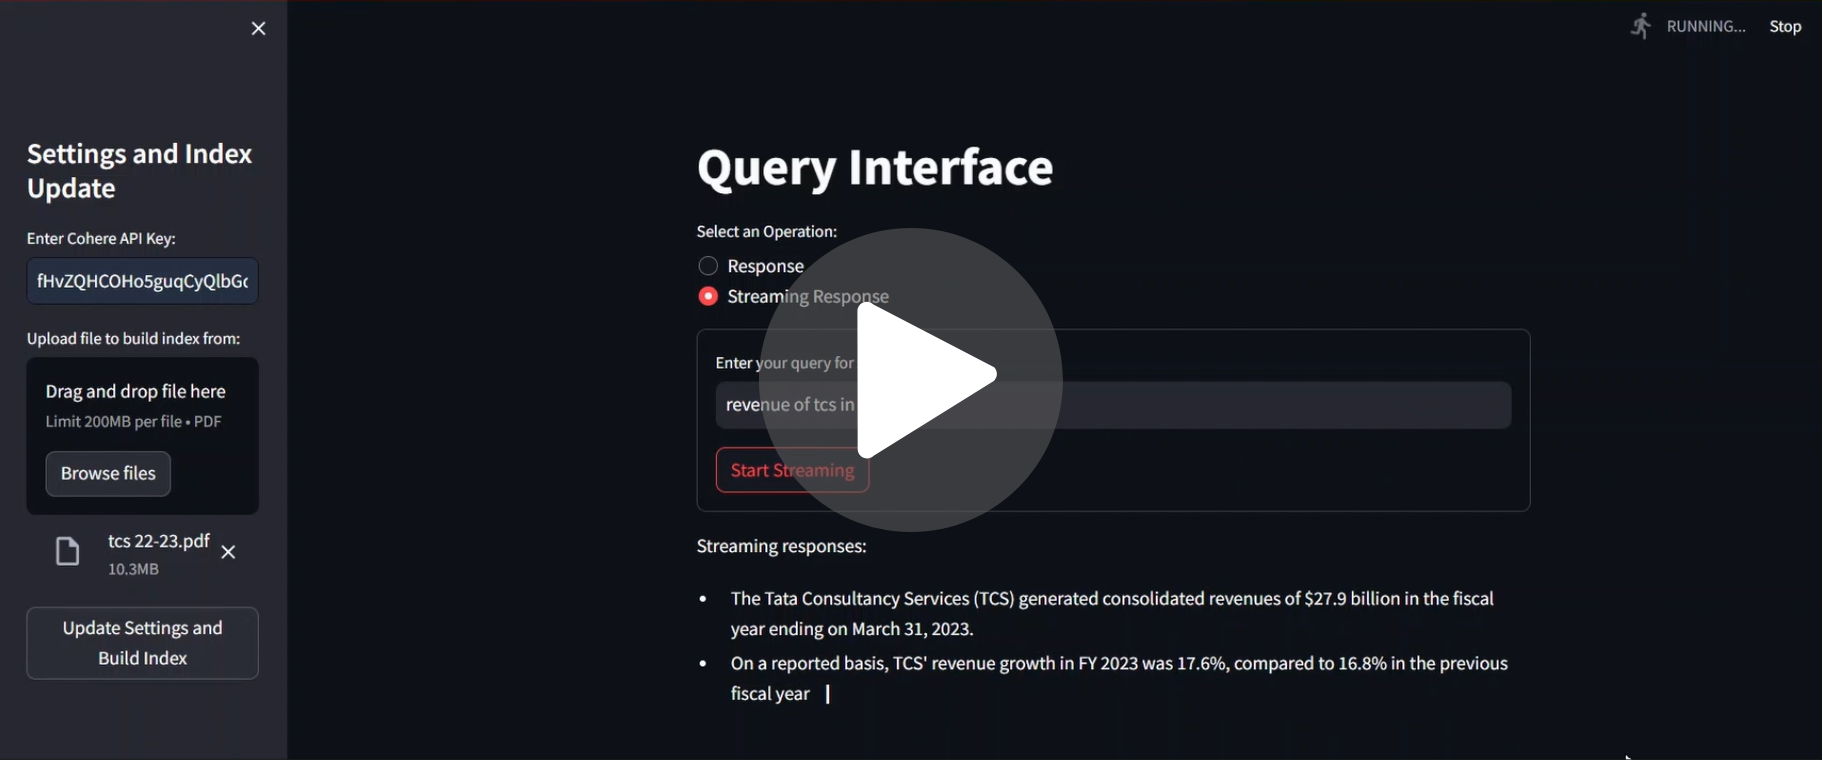 RUNNING...
Stop
Settings and Index
Update
Enter Cohere API Key:
Upload file to build index from:
Drag and drop file here
Limit 200MB per file • PDF
Browse files
tcs 22-23.pdf
10.3MB
Update Settings and
Build Index
Query Interface
Select an Operation:
Response
Streaming Response
Enter your query for
revenue of tcs in
Start Streaming
Streaming responses:
• The Tata Consultancy Services (TCS) generated consolidated revenues of $27.9 billion in the fiscal
year ending on March 31, 2023.
• On a reported basis, TCS' revenue growth in FY 2023 was 17.6%, compared to 16.8% in the previous
fiscal year